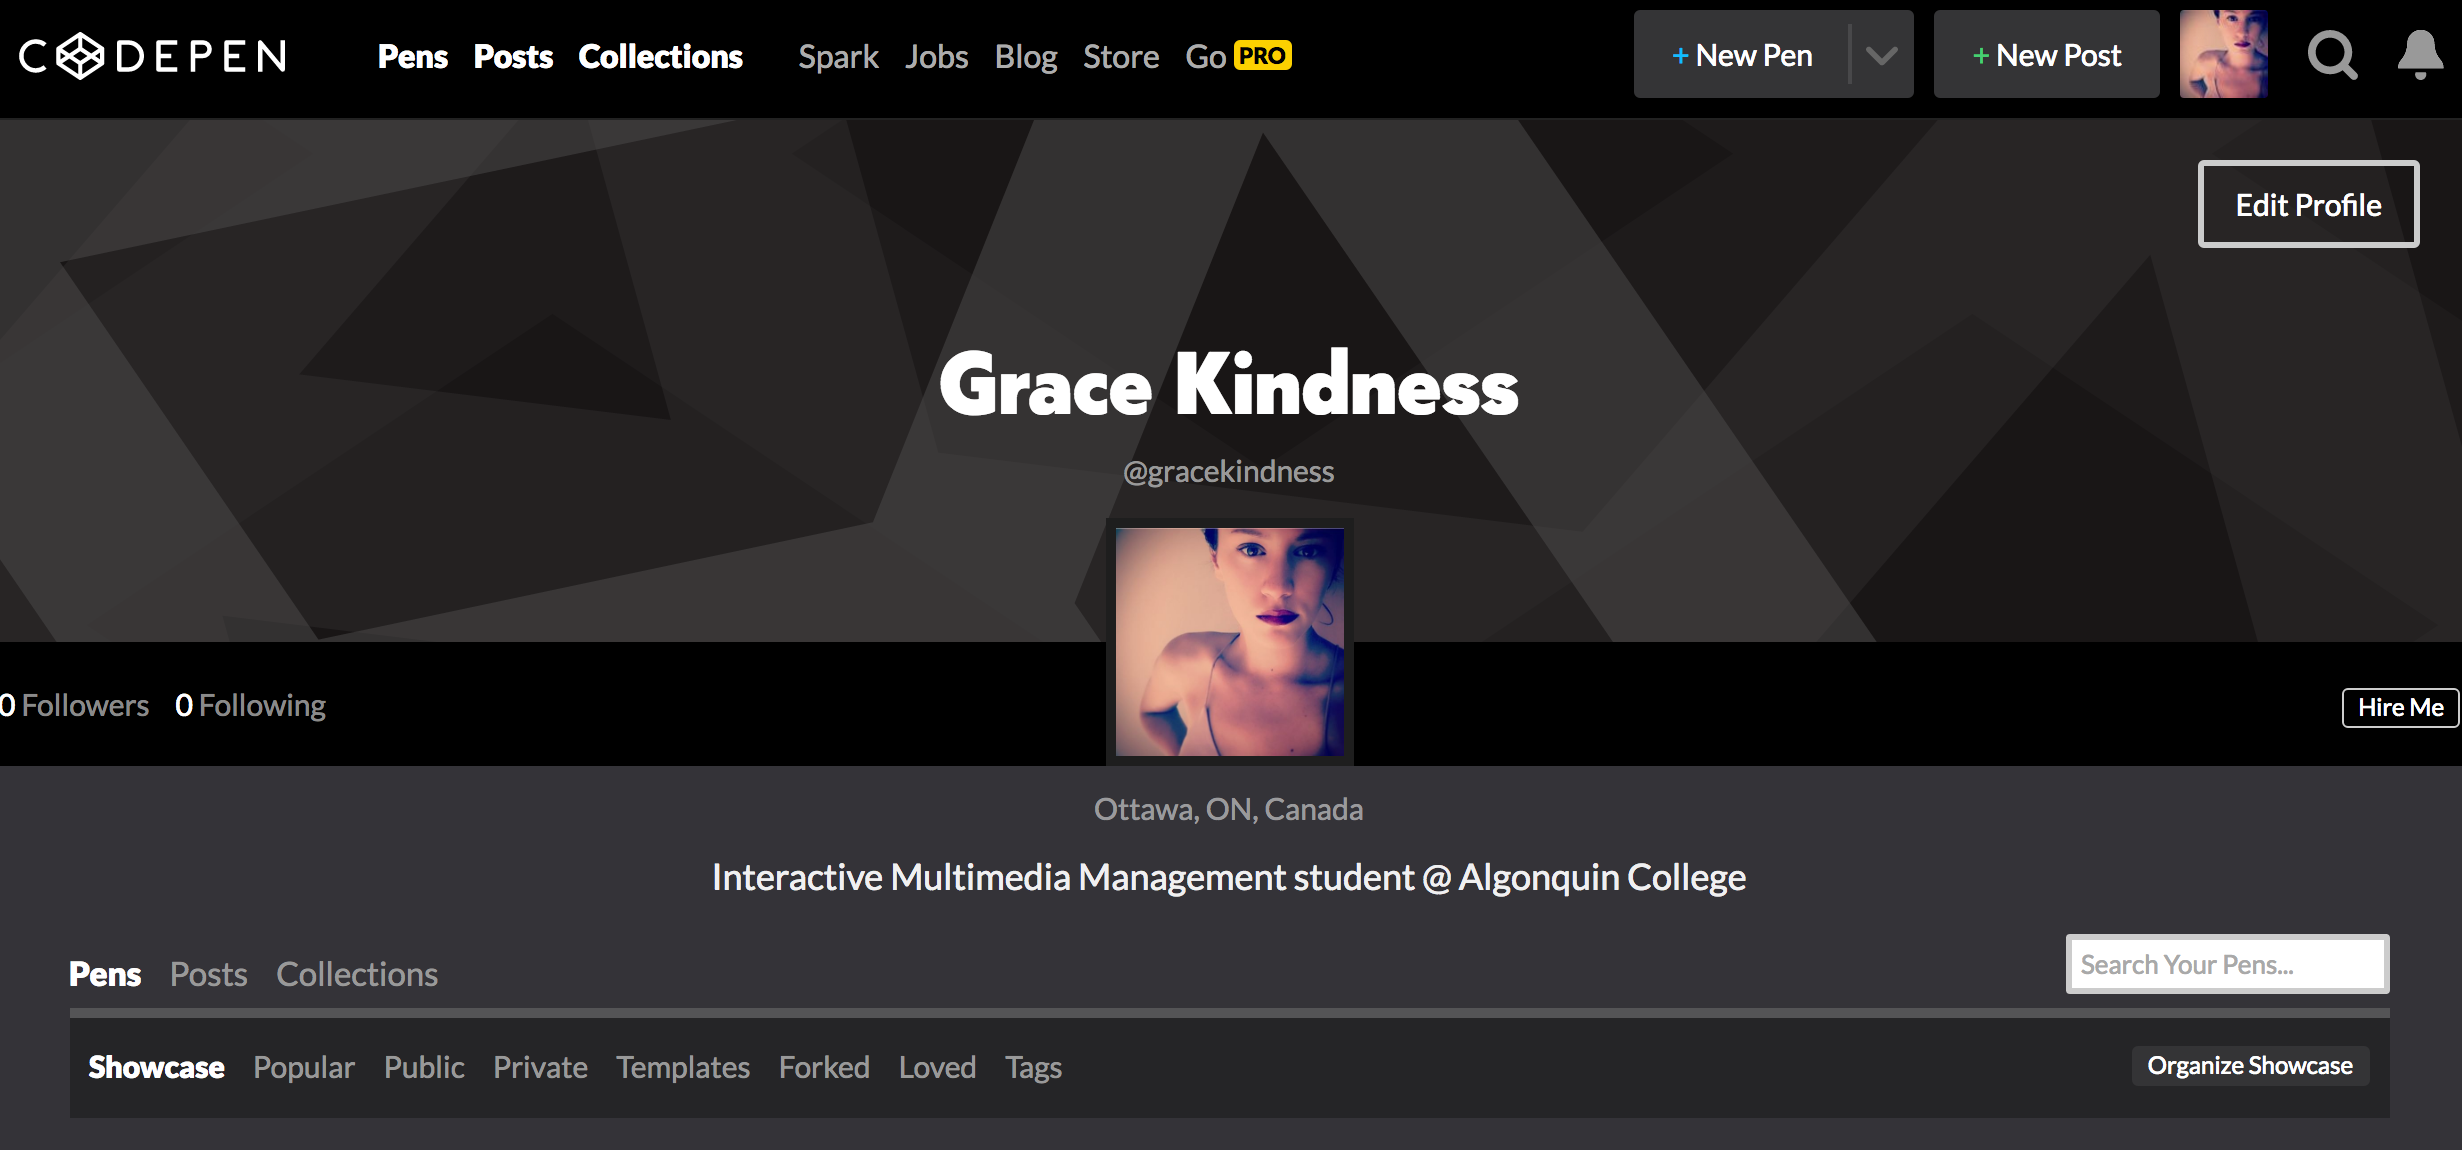 CODEPEN Pens Posts Collections Spark Jobs Blog Store Go PRO + New Pen + New Post
Edit Profile
Grace Kindness
@gracekindness
0 Followers 0 Following Hire Me
Ottawa, ON, Canada
Interactive Multimedia Management student @ Algonquin College
Pens Posts Collections Search Your Pens...
Showcase Popular Public Private Templates Forked Loved Tags Organize Showcase